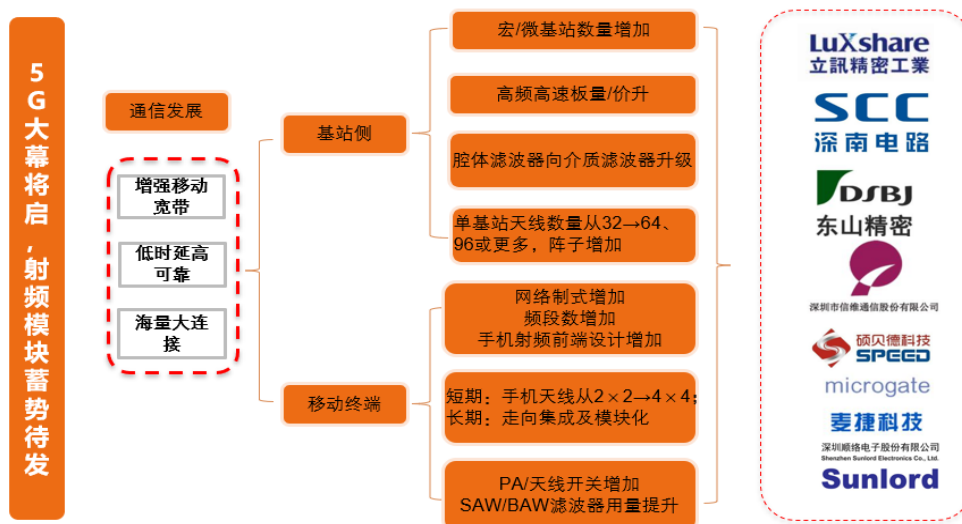 5G大幕将启，射频模块蓄势待发
通信发展
增强移动
宽带
低时延高
可靠
海量大连
接
基站侧
移动终端
宏/微基站数量增加
高频高速板量/价升
腔体滤波器向介质滤波器升级
单基站天线数量从32→64、
96或更多，阵子增加
网络制式增加
频段数增加
手机射频前端设计增加
短期：手机天线从2×2→4×4；
长期：走向集成及模块化
PA/天线开关增加
SAW/BAW滤波器用量提升
LuXshare
立訊精密工業
SCC
深南电路
DSBJ
东山精密
深圳市信维通信股份有限公司
硕贝德科技
SPEED
microgate
麦捷科技
深圳顺络电子股份有限公司
Shenzhen Sunlord Electronics Co., Ltd.
Sunlord